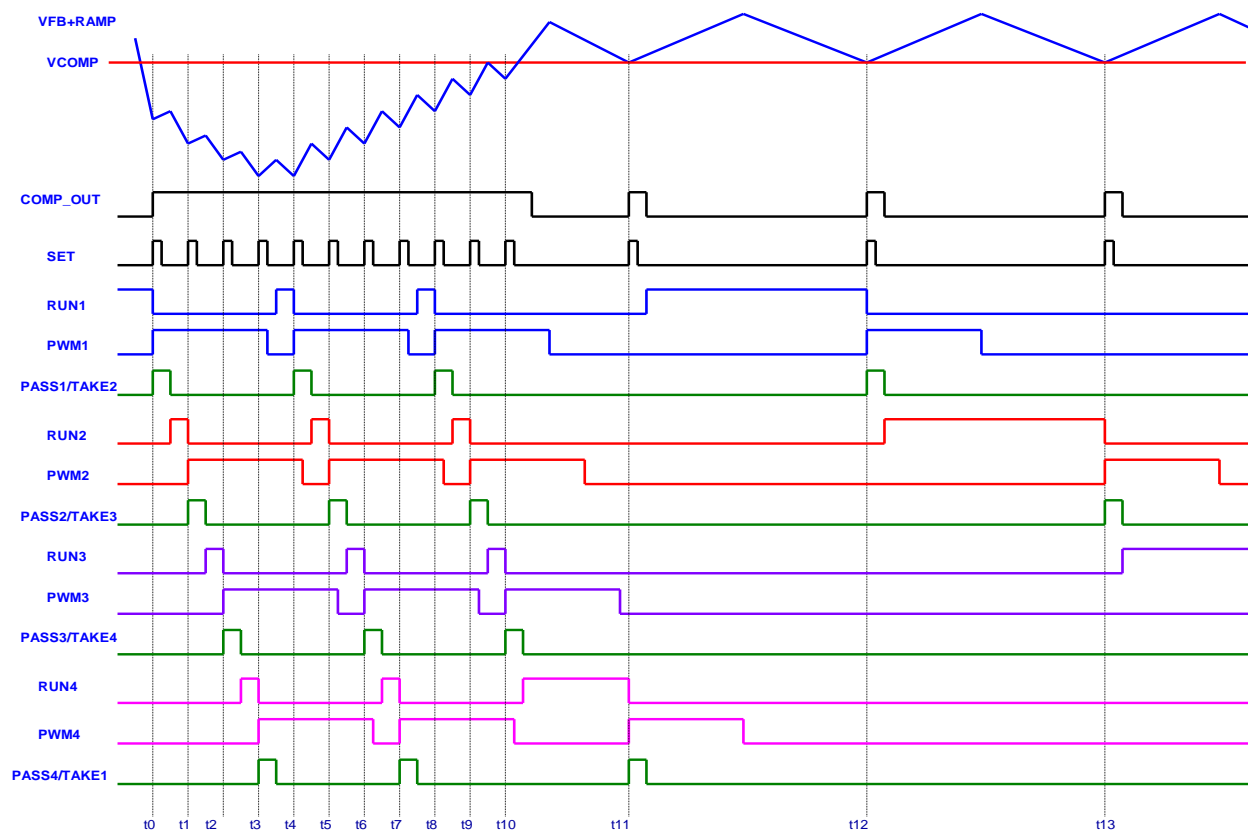 VFB+RAMP
VCOMP
COMP_OUT
SET
RUN1
PWM1
PASS1/TAKE2
RUN2
PWM2
PASS2/TAKE3
RUN3
PWM3
PASS3/TAKE4
RUN4
PWM4
PASS4/TAKE1
t0 t1 t2 t3 t4 t5 t6 t7 t8 t9 t10 t11 t12 t13